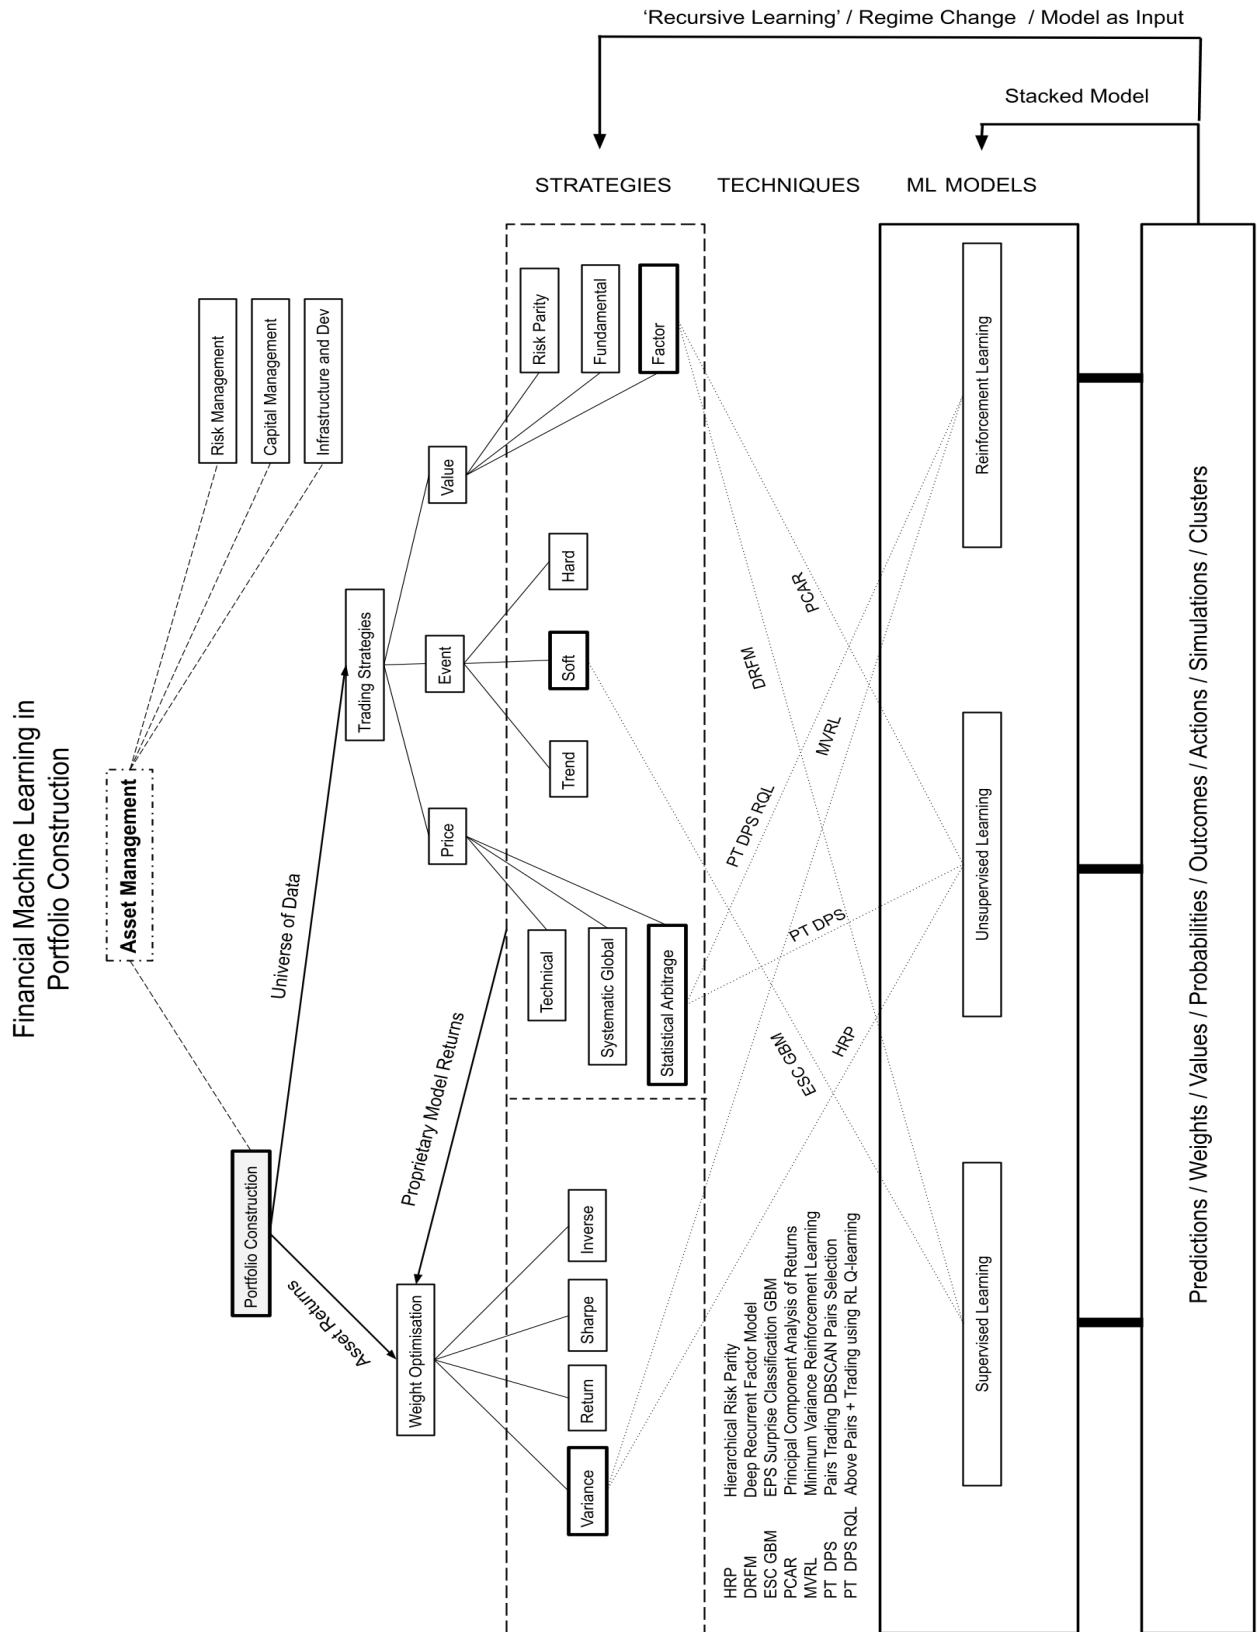 Financial Machine Learning in
Portfolio Construction
Asset Management
Risk Management
Capital Management
Infrastructure and Dev
Portfolio Construction
Universe of Data
Asset Returns
Trading Strategies
Weight Optimisation
Proprietary Model Returns
Price
Event
Value
'Recursive Learning' / Regime Change / Model as Input
Stacked Model
STRATEGIES
TECHNIQUES
ML MODELS
Variance
Return
Sharpe
Inverse
Technical
Systematic Global
Statistical Arbitrage
Trend
Soft
Hard
Risk Parity
Fundamental
Factor
HRP Hierarchical Risk Parity
DRFM Deep Recurrent Factor Model
ESC GBM EPS Surprise Classification GBM
PCAR Principal Component Analysis of Returns
MVRL Minimum Variance Reinforcement Learning
PT DPS Pairs Trading DBSCAN Pairs Selection
PT DPS RQL Above Pairs + Trading using RL Q-learning
ESC GBM
HRP
PT DPS
PT DPS RQL
MVRL
DRFM
PCAR
Supervised Learning
Unsupervised Learning
Reinforcement Learning
Predictions / Weights / Values / Probabilities / Outcomes / Actions / Simulations / Clusters